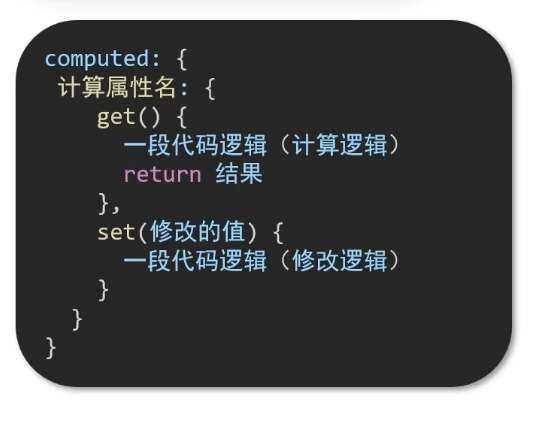 computed: {
计算属性名: {
get() {
一段代码逻辑（计算逻辑）
return 结果
},
set(修改的值) {
一段代码逻辑（修改逻辑）
}
}
}